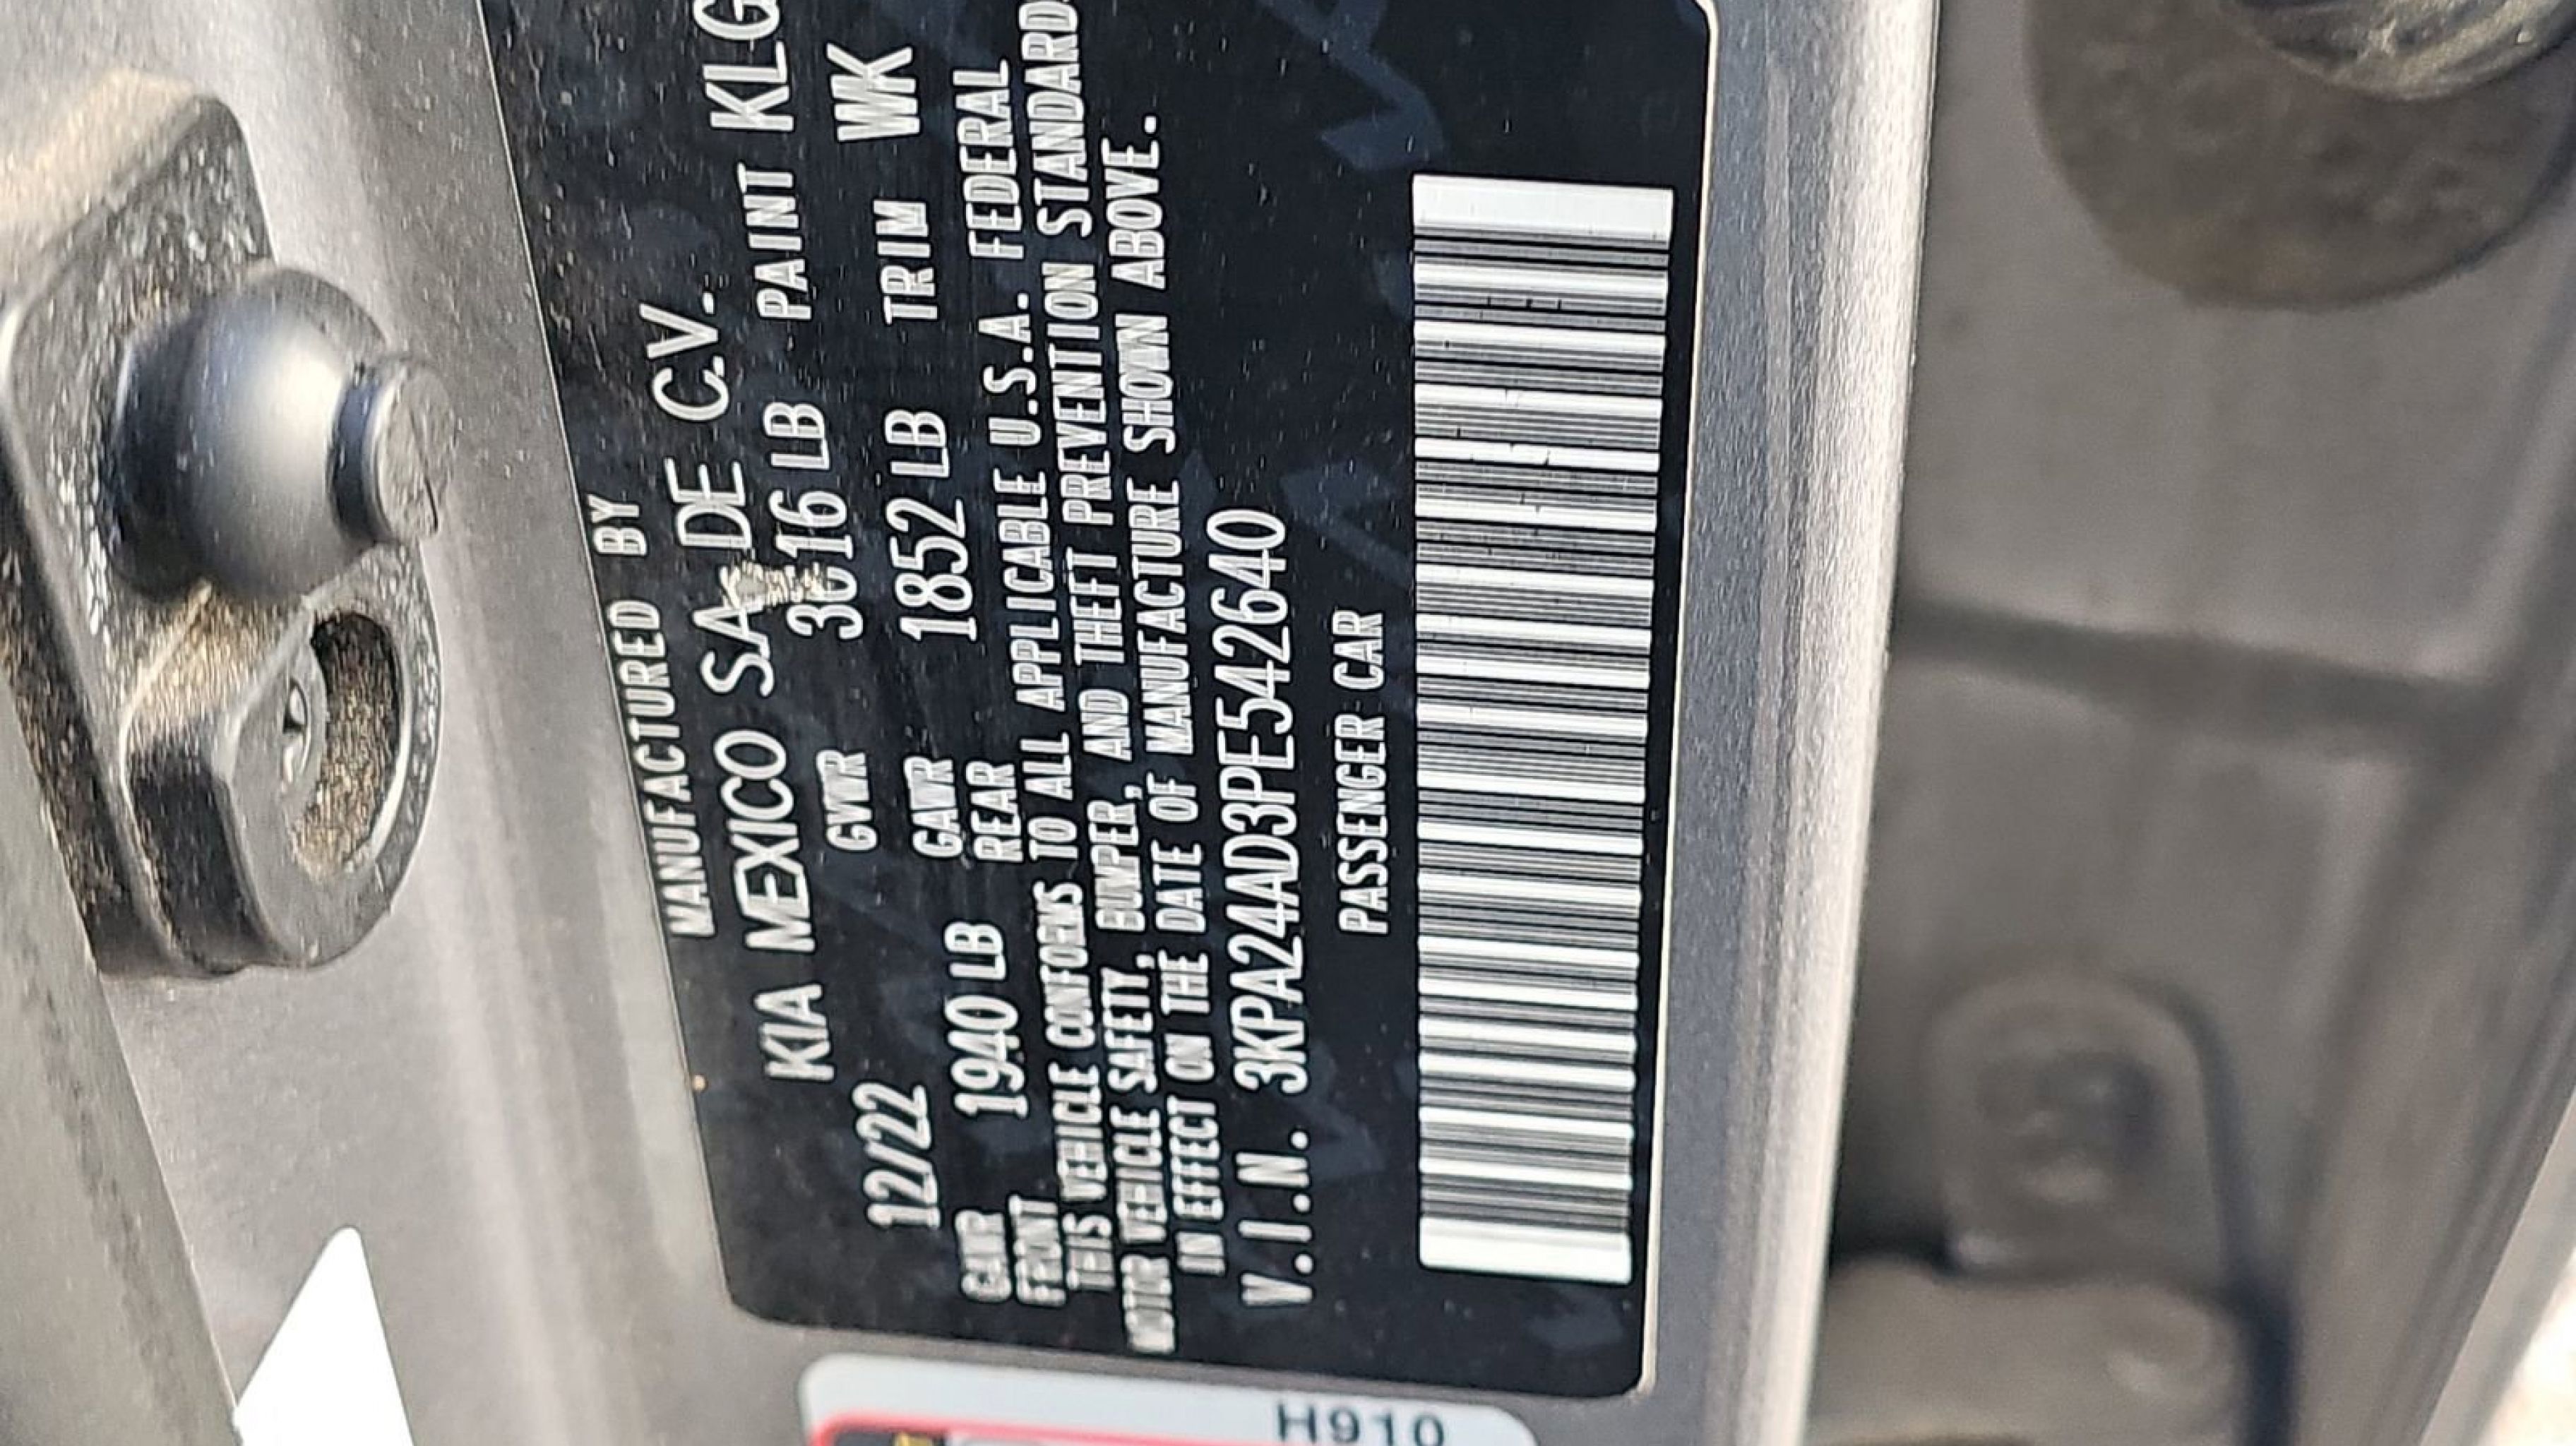 MANUFACTURED BY
KIA MEXICO S.A. DE C.V.
12/22 GVWR 3616 LB PAINT KLG
GAWR FRONT 1940 LB GAWR REAR 1852 LB TRIM WK
THIS VEHICLE CONFORMS TO ALL APPLICABLE U.S.A. FEDERAL
MOTOR VEHICLE SAFETY, BUMPER, AND THEFT PREVENTION STANDARDS
IN EFFECT ON THE DATE OF MANUFACTURE SHOWN ABOVE.
V.I.N. 3KPA24AD3PE542640
PASSENGER CAR
H910